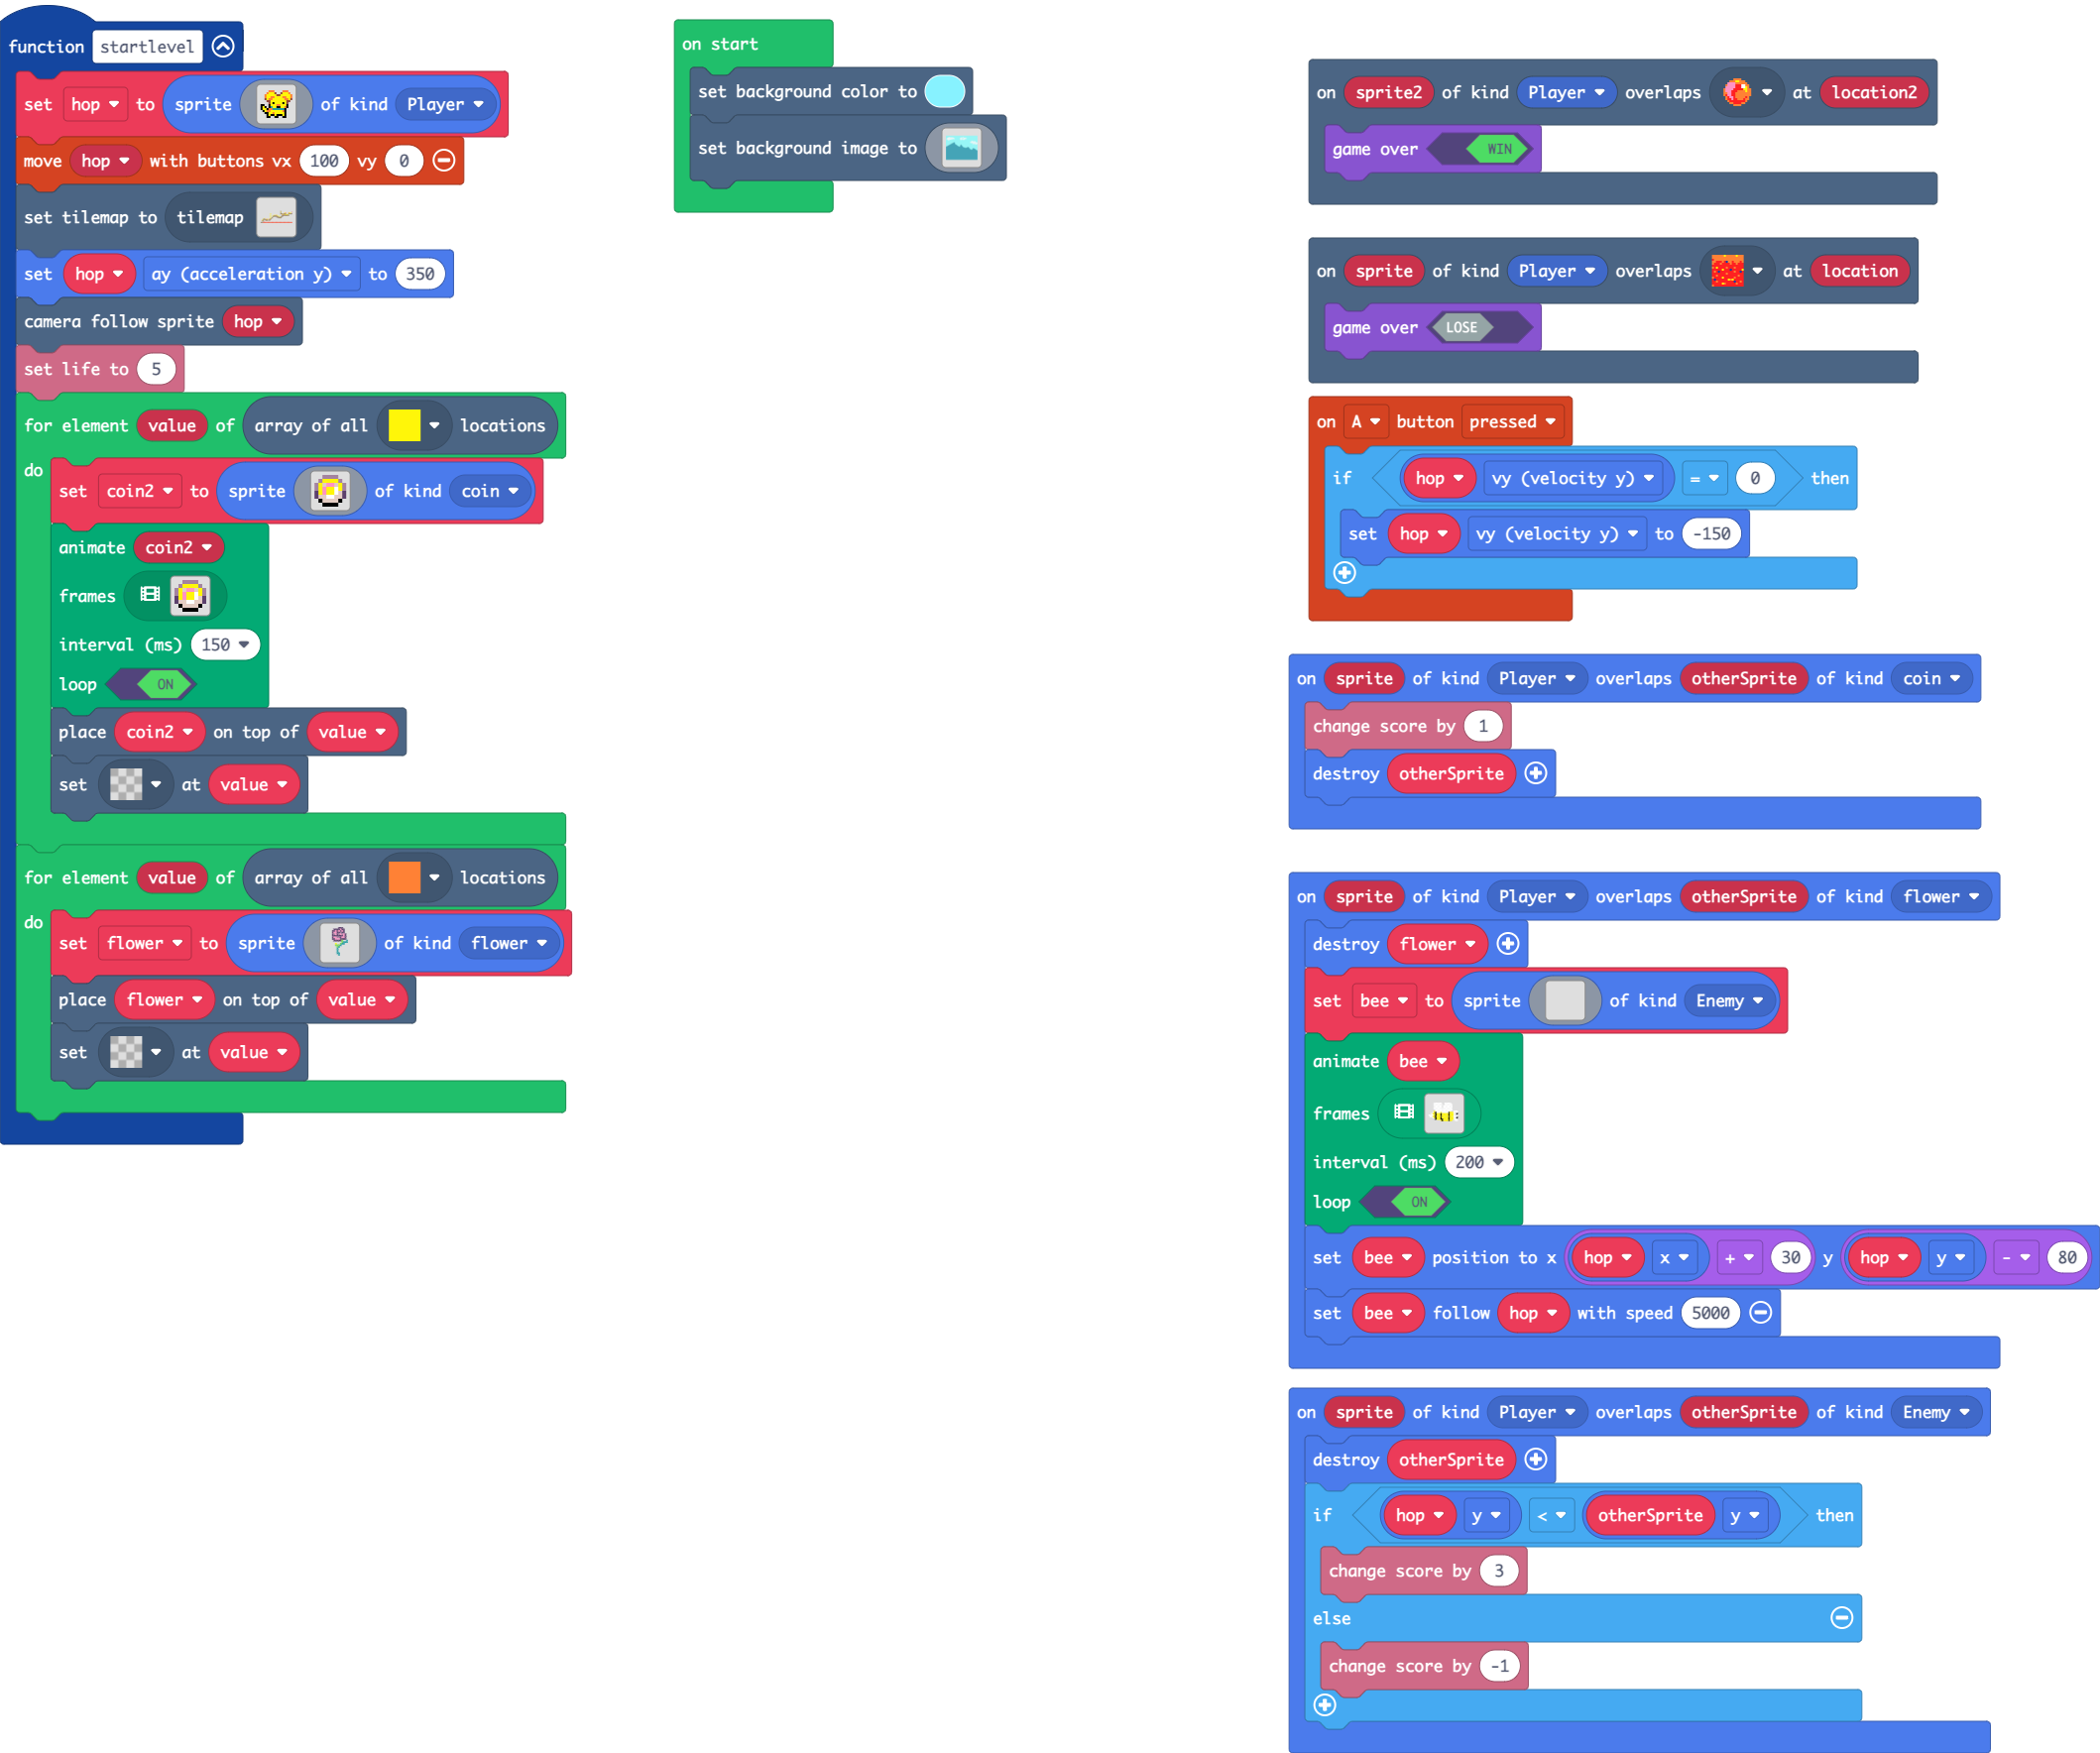 function startlevel
set hop to sprite of kind Player
move hop with buttons vx 100 vy 0
set tilemap to tilemap
set hop ay (acceleration y) to 350
camera follow sprite hop
set life to 5
for element value of array of all locations
do
set coin2 to sprite of kind coin
animate coin2
frames
interval (ms) 150
loop ON
place coin2 on top of value
set at value
for element value of array of all locations
do
set flower to sprite of kind flower
place flower on top of value
set at value
on start
set background color to
set background image to
on sprite2 of kind Player overlaps at location2
game over WIN
on sprite of kind Player overlaps at location
game over LOSE
on A button pressed
if hop vy (velocity y) = 0 then
set hop vy (velocity y) to -150
on sprite of kind Player overlaps otherSprite of kind coin
change score by 1
destroy otherSprite
on sprite of kind Player overlaps otherSprite of kind flower
destroy flower
set bee to sprite of kind Enemy
animate bee
frames
interval (ms) 200
loop ON
set bee position to x hop x + 30 y hop y - 80
set bee follow hop with speed 5000
on sprite of kind Player overlaps otherSprite of kind Enemy
destroy otherSprite
if hop y < otherSprite y then
change score by 3
else
change score by -1